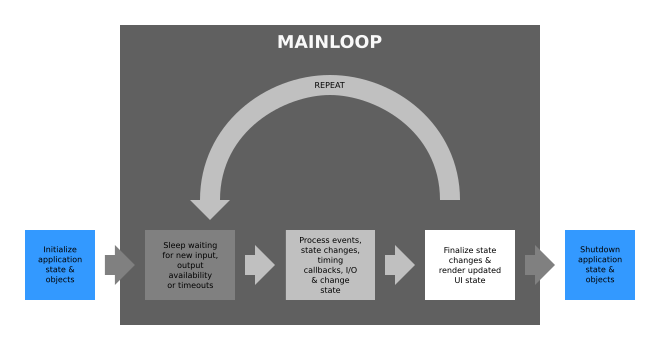 MAINLOOP
REPEAT
Initialize
application
state &
objects
Sleep waiting
for new input,
output
availability
or timeouts
Process events,
state changes,
timing
callbacks, I/O
& change
state
Finalize state
changes &
render updated
UI state
Shutdown
application
state &
objects